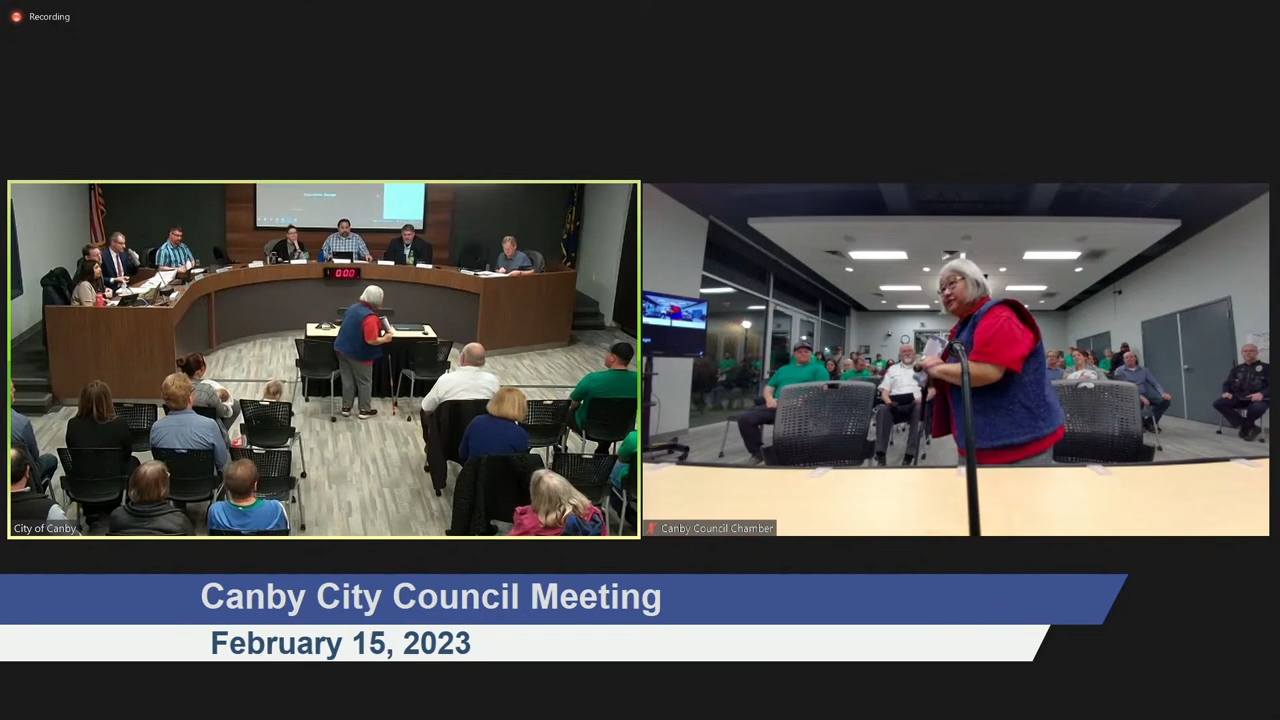 Recording
0:00
City of Canby
Canby Council Chamber
Canby City Council Meeting
February 15, 2023